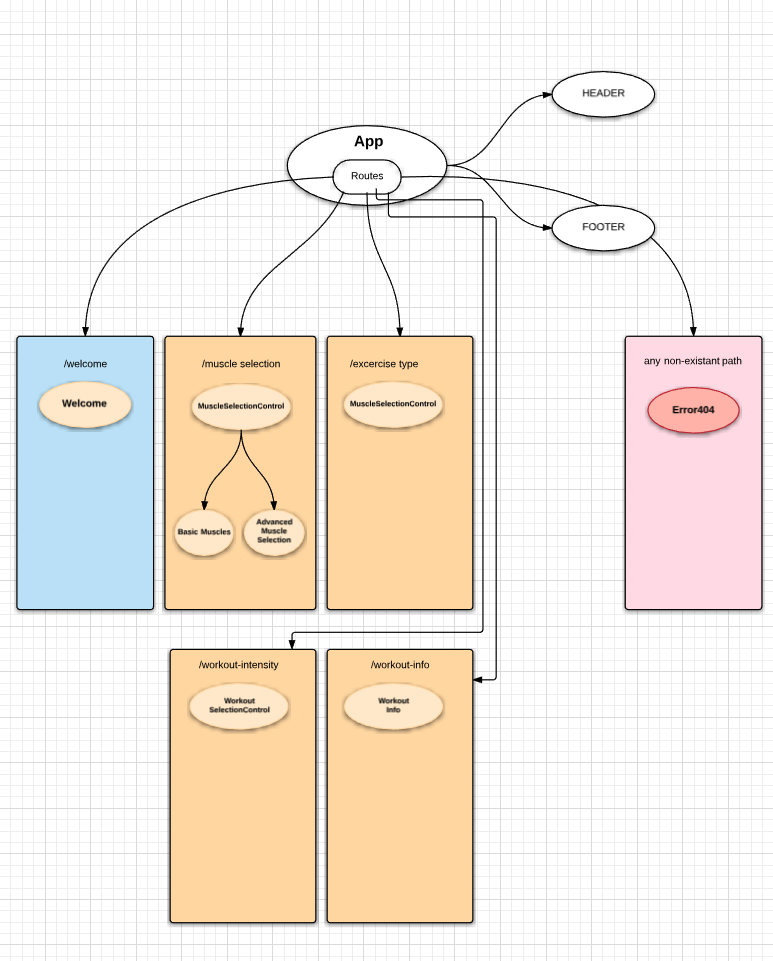 HEADER
App
Routes
FOOTER
/welcome
Welcome
/muscle selection
MuscleSelectionControl
Basic Muscles
Advanced
Muscle
Selection
/excercise type
MuscleSelectionControl
any non-existant path
Error404
/workout-intensity
Workout
SelectionControl
/workout-info
Workout
Info